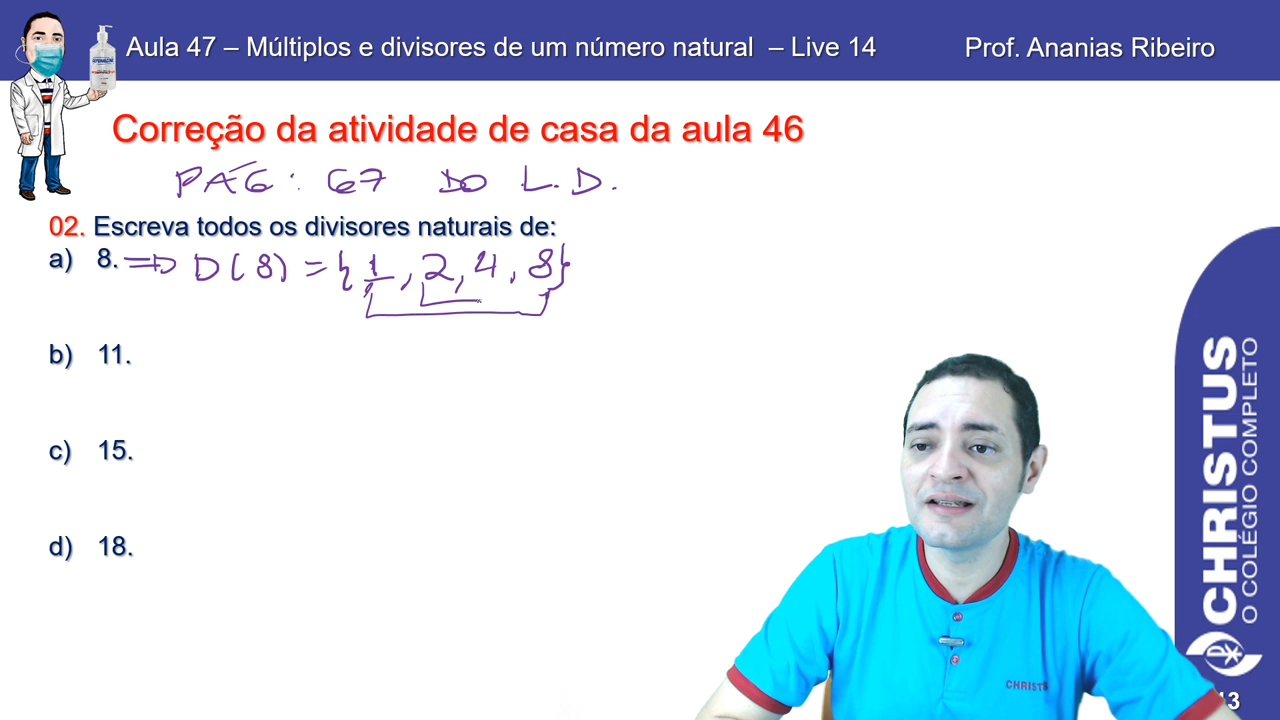 Aula 47 – Múltiplos e divisores de um número natural – Live 14
Prof. Ananias Ribeiro
Correção da atividade de casa da aula 46
PÁG: 67 DO L.D.
02. Escreva todos os divisores naturais de:
a) 8. => D(8) = {1, 2, 4, 8}
b) 11.
c) 15.
d) 18.
CHRISTUS
O COLÉGIO COMPLETO
13